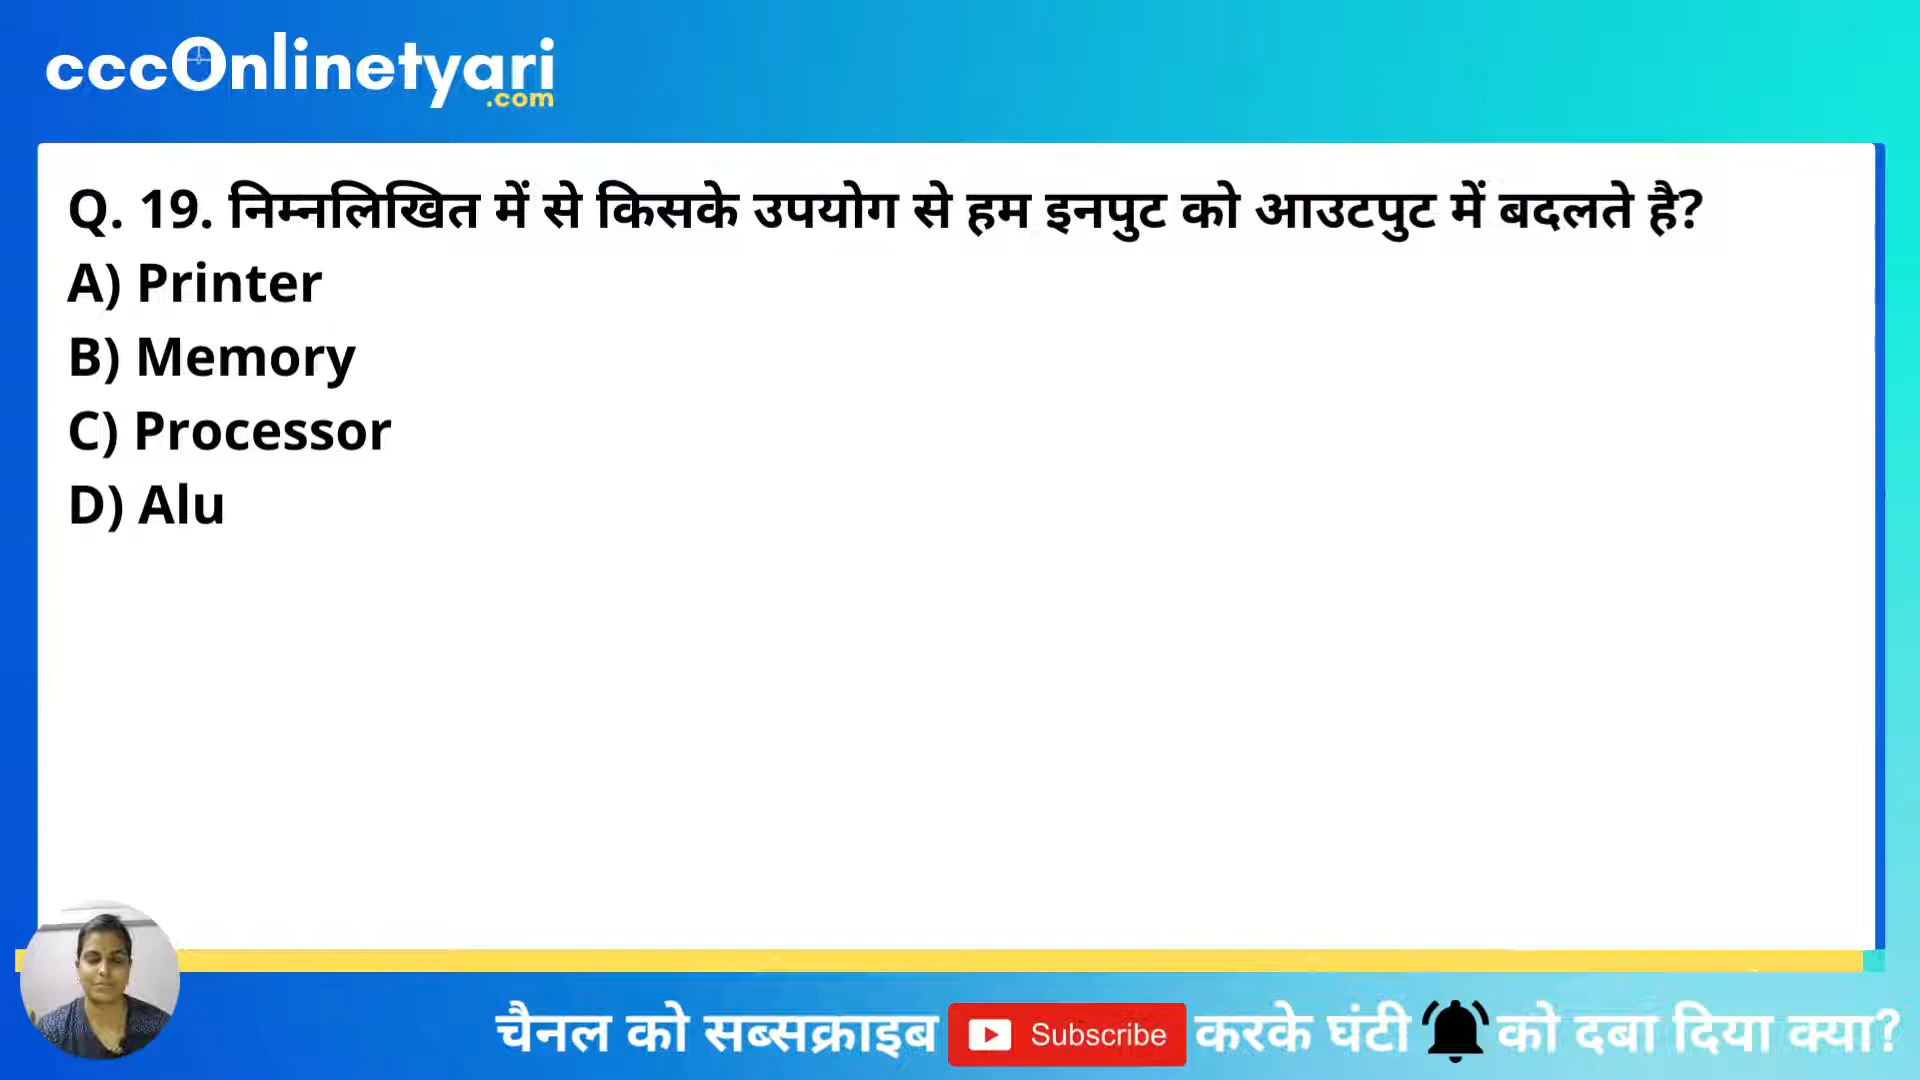 cccOnlinetyari
.com
Q. 19. निम्नलिखित में से किसके उपयोग से हम इनपुट को आउटपुट में बदलते है?
A) Printer
B) Memory
C) Processor
D) Alu
चैनल को सब्सक्राइब Subscribe करके घंटी को दबा दिया क्या?